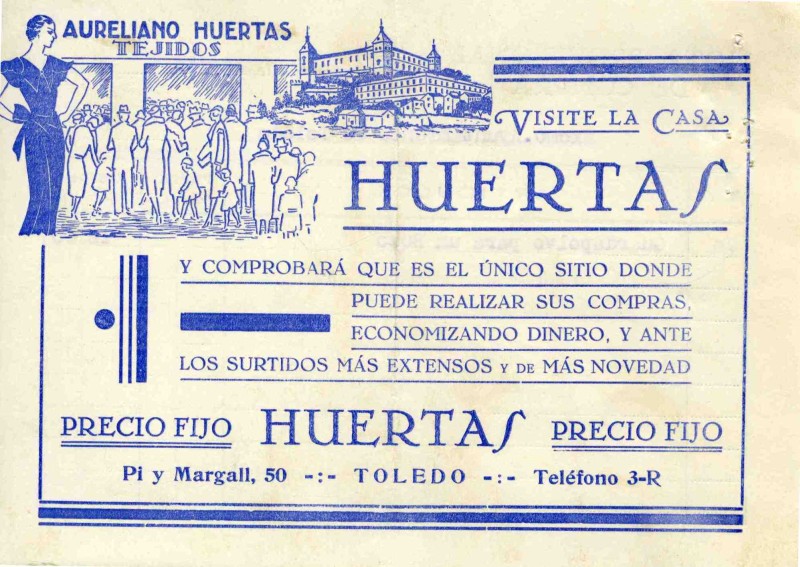 AURELIANO HUERTAS
TEJIDOS
VISITE LA CASA
HUERTAS
Y COMPROBARÁ QUE ES EL ÚNICO SITIO DONDE
PUEDE REALIZAR SUS COMPRAS,
ECONOMIZANDO DINERO, Y ANTE
LOS SURTIDOS MÁS EXTENSOS Y DE MÁS NOVEDAD
PRECIO FIJO HUERTAS PRECIO FIJO
Pi y Margall, 50 -:- TOLEDO -:- Teléfono 3-R